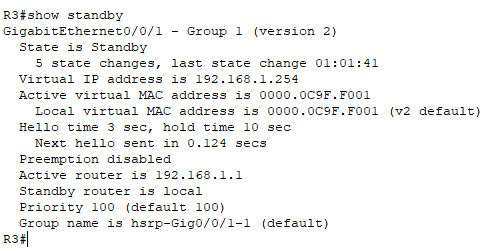 R3#show standby
GigabitEthernet0/0/1 - Group 1 (version 2)
State is Standby
5 state changes, last state change 01:01:41
Virtual IP address is 192.168.1.254
Active virtual MAC address is 0000.0C9F.F001
Local virtual MAC address is 0000.0C9F.F001 (v2 default)
Hello time 3 sec, hold time 10 sec
Next hello sent in 0.124 secs
Preemption disabled
Active router is 192.168.1.1
Standby router is local
Priority 100 (default 100)
Group name is hsrp-Gig0/0/1-1 (default)
R3#